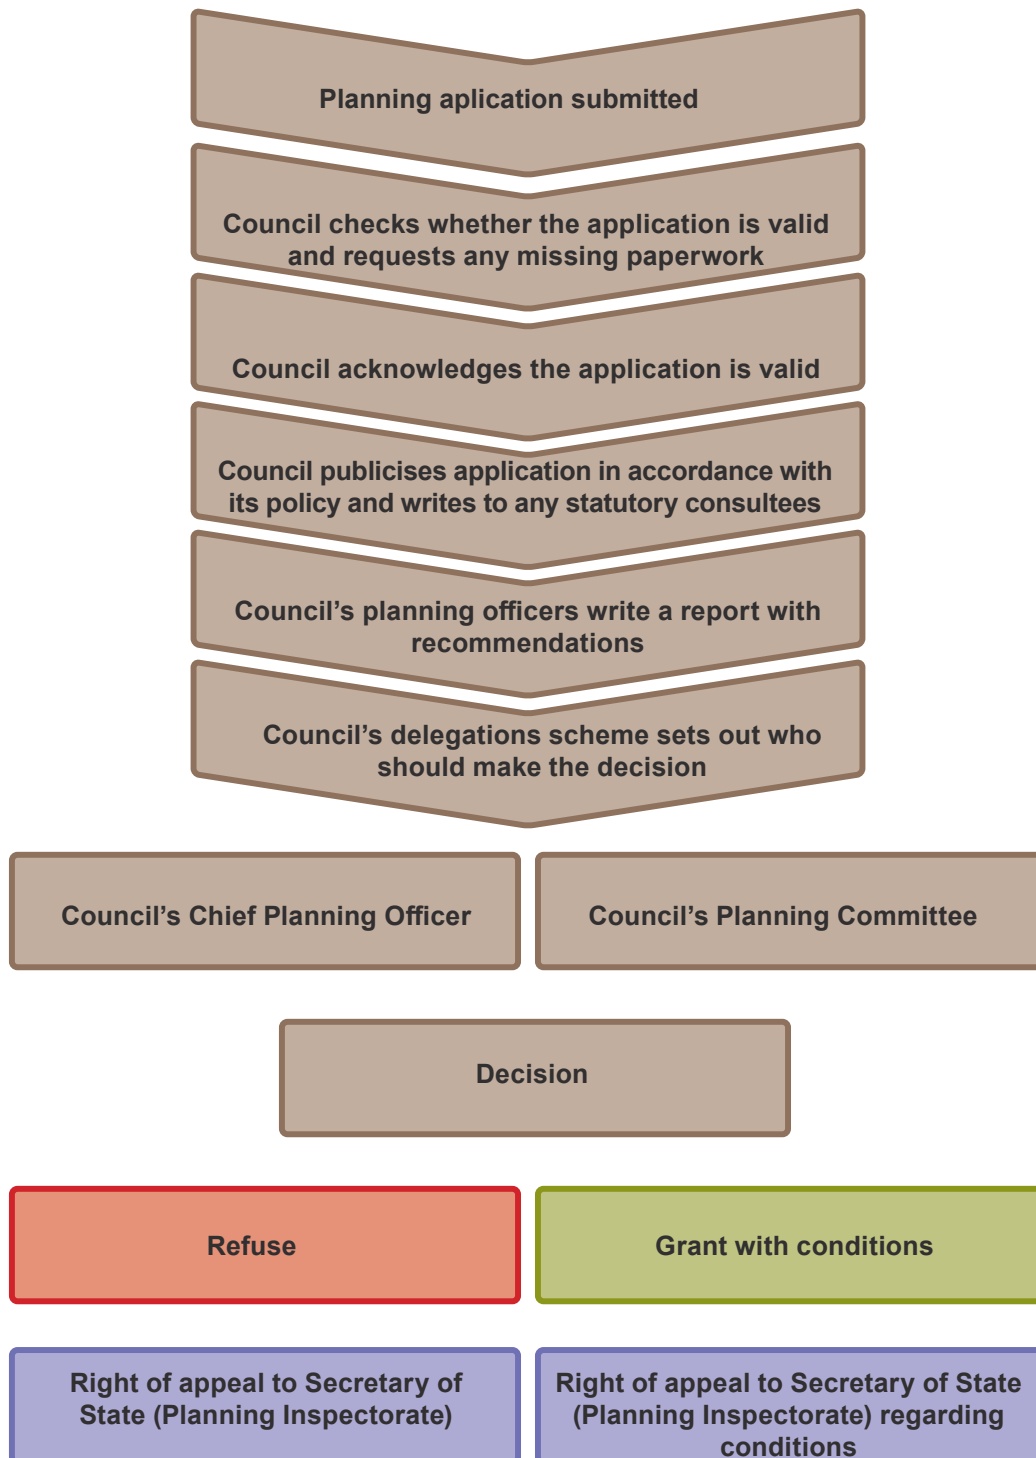 Planning aplication submitted
Council checks whether the application is valid
and requests any missing paperwork
Council acknowledges the application is valid
Council publicises application in accordance with
its policy and writes to any statutory consultees
Council’s planning officers write a report with
recommendations
Council’s delegations scheme sets out who
should make the decision
Council’s Chief Planning Officer
Council’s Planning Committee
Decision
Refuse
Grant with conditions
Right of appeal to Secretary of
State (Planning Inspectorate)
Right of appeal to Secretary of State
(Planning Inspectorate) regarding
conditions